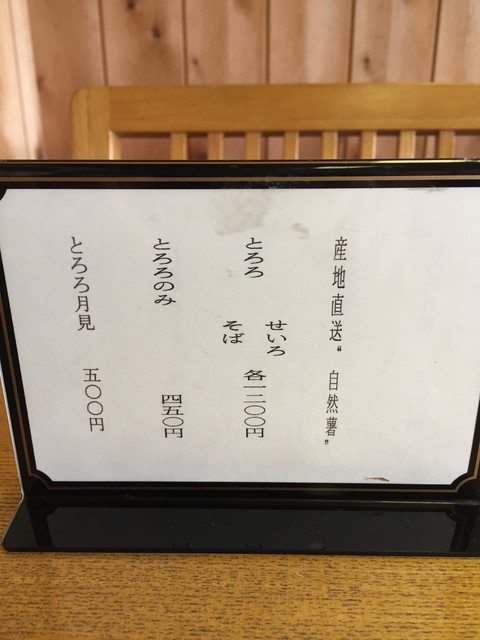 産地直送“自然薯”
とろろ せいろ そば 各一二〇〇円
とろろのみ 四五〇円
とろろ月見 五〇〇円